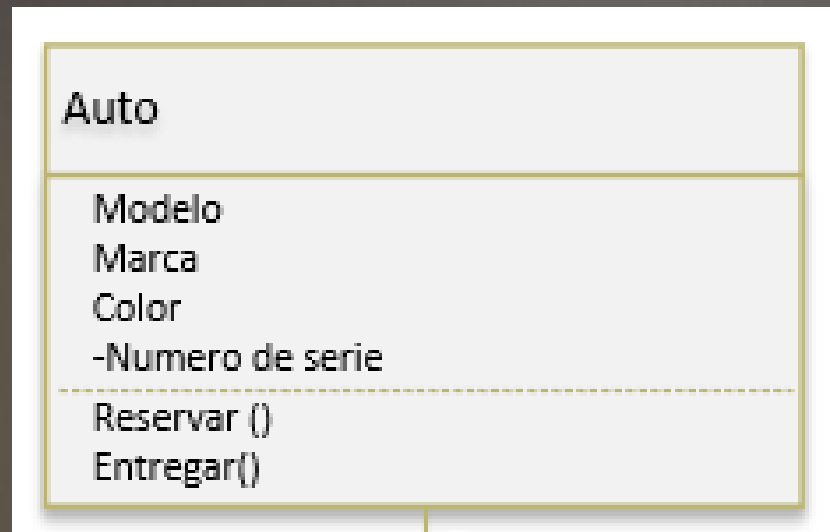 Auto
Modelo
Marca
Color
-Numero de serie
Reservar ()
Entregar()